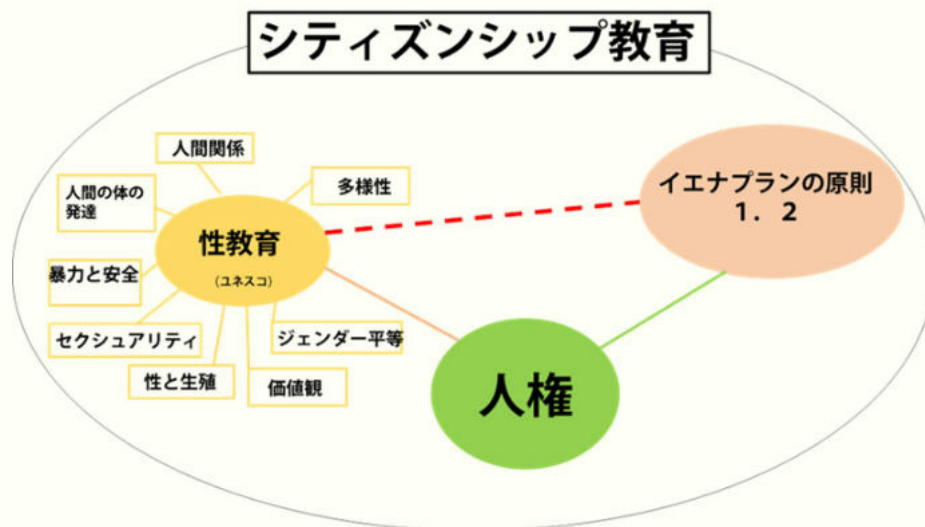 シティズンシップ教育
人間関係
多様性
人間の体の
発達
イエナプランの原則
１．２
性教育
(ユネスコ)
暴力と安全
セクシュアリティ
ジェンダー平等
性と生殖
価値観
人権